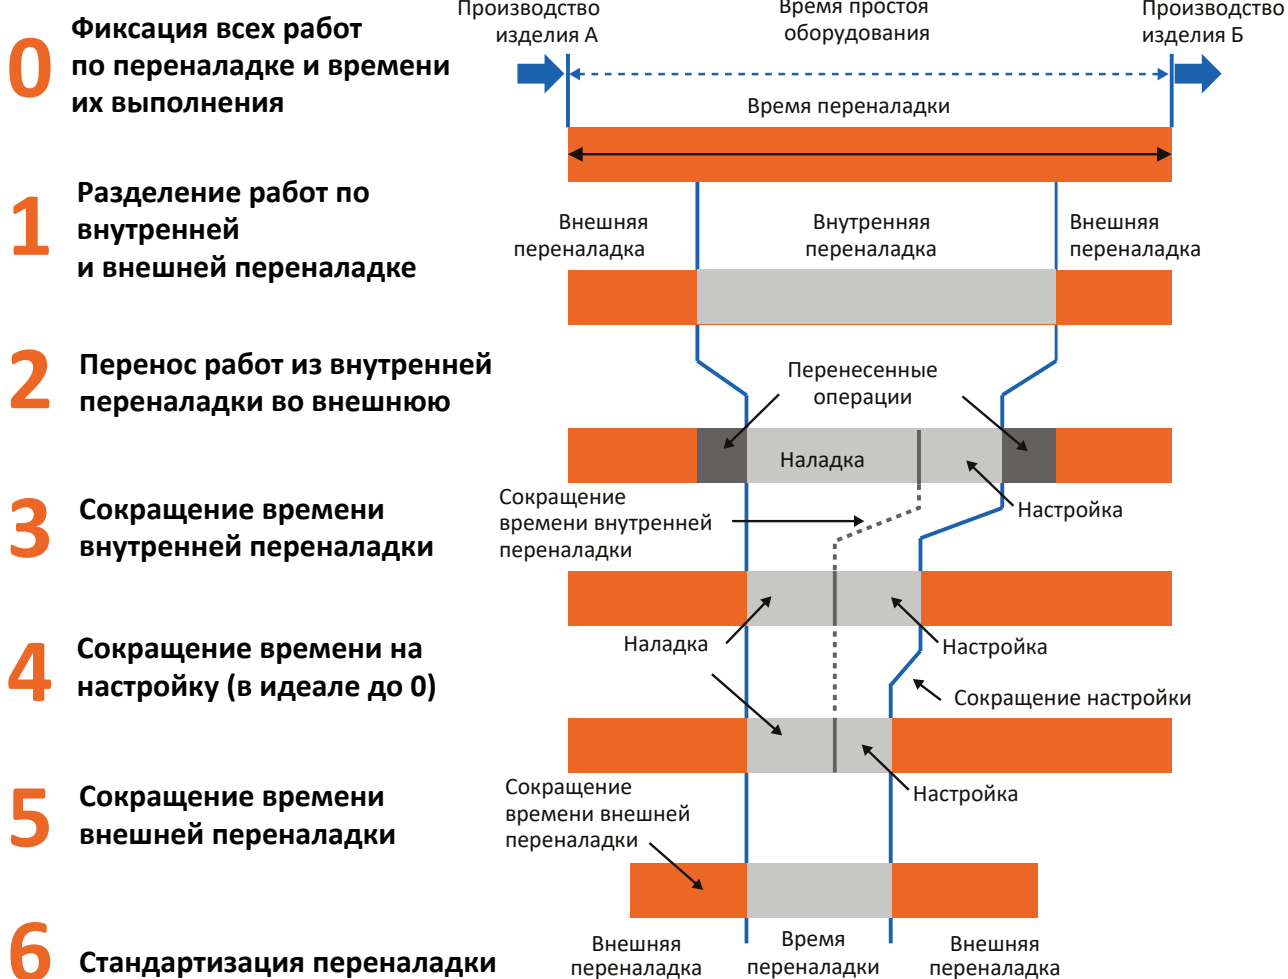 Производство
изделия А
Время простоя
оборудования
Производство
изделия Б
0
Фиксация всех работ
по переналадке и времени
их выполнения
Время переналадки
1
Разделение работ по
внутренней
и внешней переналадке
Внешняя
переналадка
Внутренняя
переналадка
Внешняя
переналадка
2
Перенос работ из внутренней
переналадки во внешнюю
Перенесенные
операции
Наладка
Настройка
3
Сокращение времени
внутренней переналадки
Сокращение
времени внутренней
переналадки
4
Сокращение времени на
настройку (в идеале до 0)
Наладка
Настройка
Сокращение настройки
5
Сокращение времени
внешней переналадки
Сокращение
времени внешней
переналадки
Настройка
6
Стандартизация переналадки
Внешняя
переналадка
Время
переналадки
Внешняя
переналадка